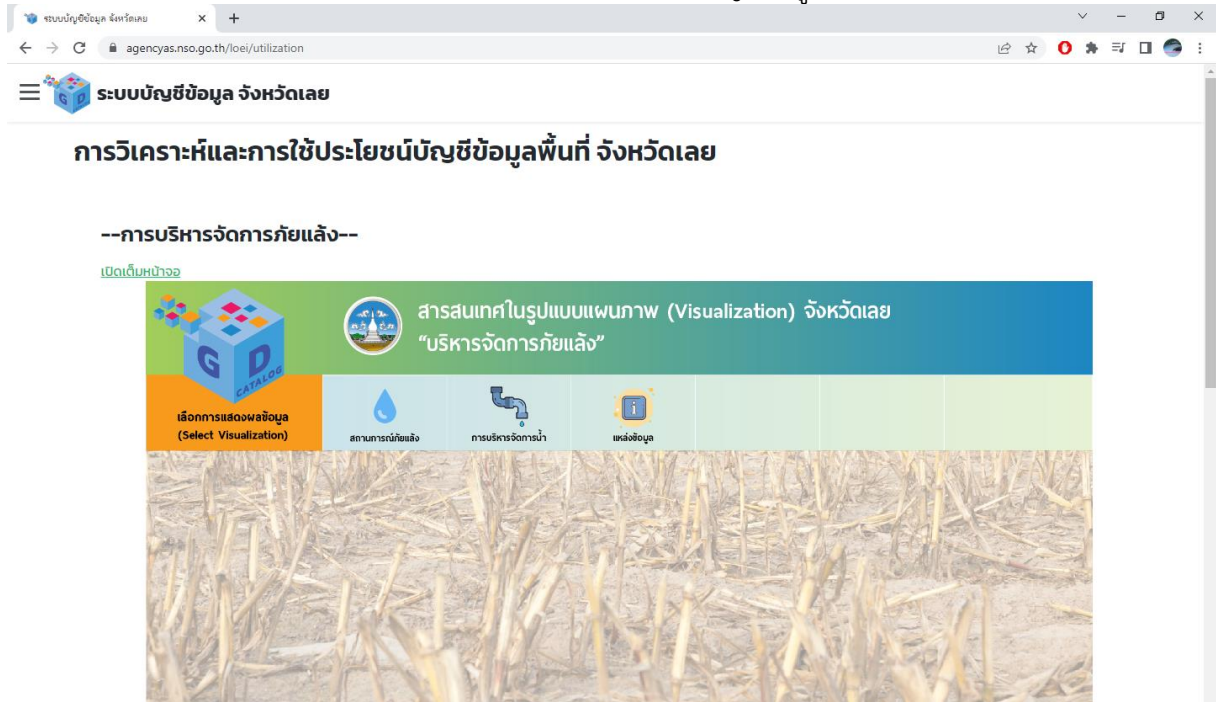 ระบบบัญชีข้อมูล จังหวัดเลย
agencyas.nso.go.th/loei/utilization
G D
ระบบบัญชีข้อมูล จังหวัดเลย
การวิเคราะห์และการใช้ประโยชน์บัญชีข้อมูลพื้นที่ จังหวัดเลย
--การบริหารจัดการภัยแล้ง--
เปิดเต็มหน้าจอ
สารสนเทศในรูปแบบแผนภาพ (Visualization) จังหวัดเลย
“บริหารจัดการภัยแล้ง”
G D
CATALOG
เลือกการแสดงผลข้อมูล
(Select Visualization)
สถานการณ์ภัยแล้ง
การบริหารจัดการน้ำ
แหล่งข้อมูล